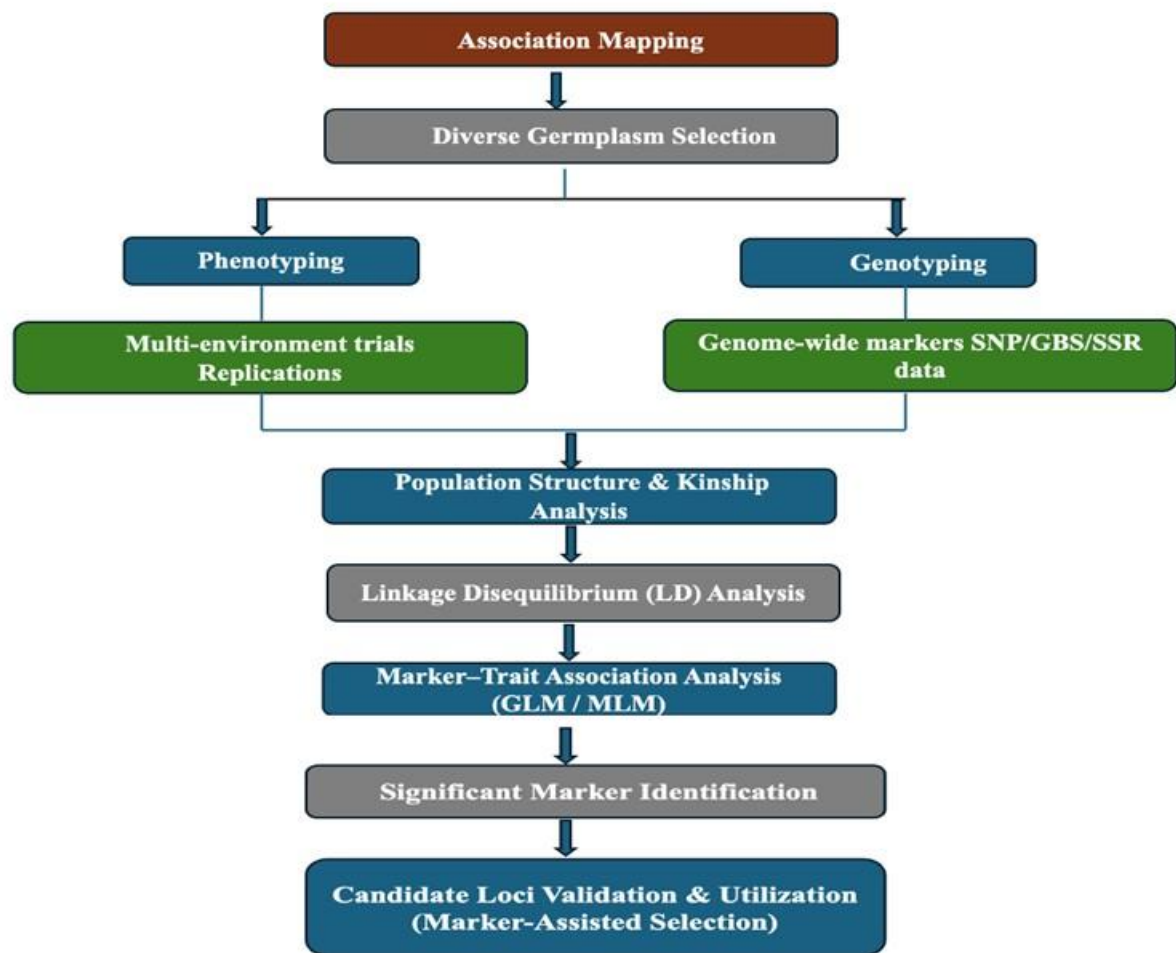 Association Mapping
Diverse Germplasm Selection
Phenotyping
Genotyping
Multi-environment trials
Replications
Genome-wide markers SNP/GBS/SSR
data
Population Structure & Kinship
Analysis
Linkage Disequilibrium (LD) Analysis
Marker–Trait Association Analysis
(GLM / MLM)
Significant Marker Identification
Candidate Loci Validation & Utilization
(Marker-Assisted Selection)